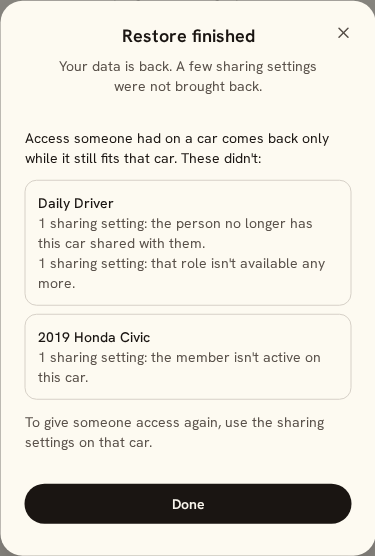 Restore finished
Your data is back. A few sharing settings
were not brought back.
Access someone had on a car comes back only
while it still fits that car. These didn't:
Daily Driver
1 sharing setting: the person no longer has
this car shared with them.
1 sharing setting: that role isn't available any
more.
2019 Honda Civic
1 sharing setting: the member isn't active on
this car.
To give someone access again, use the sharing
settings on that car.
Done